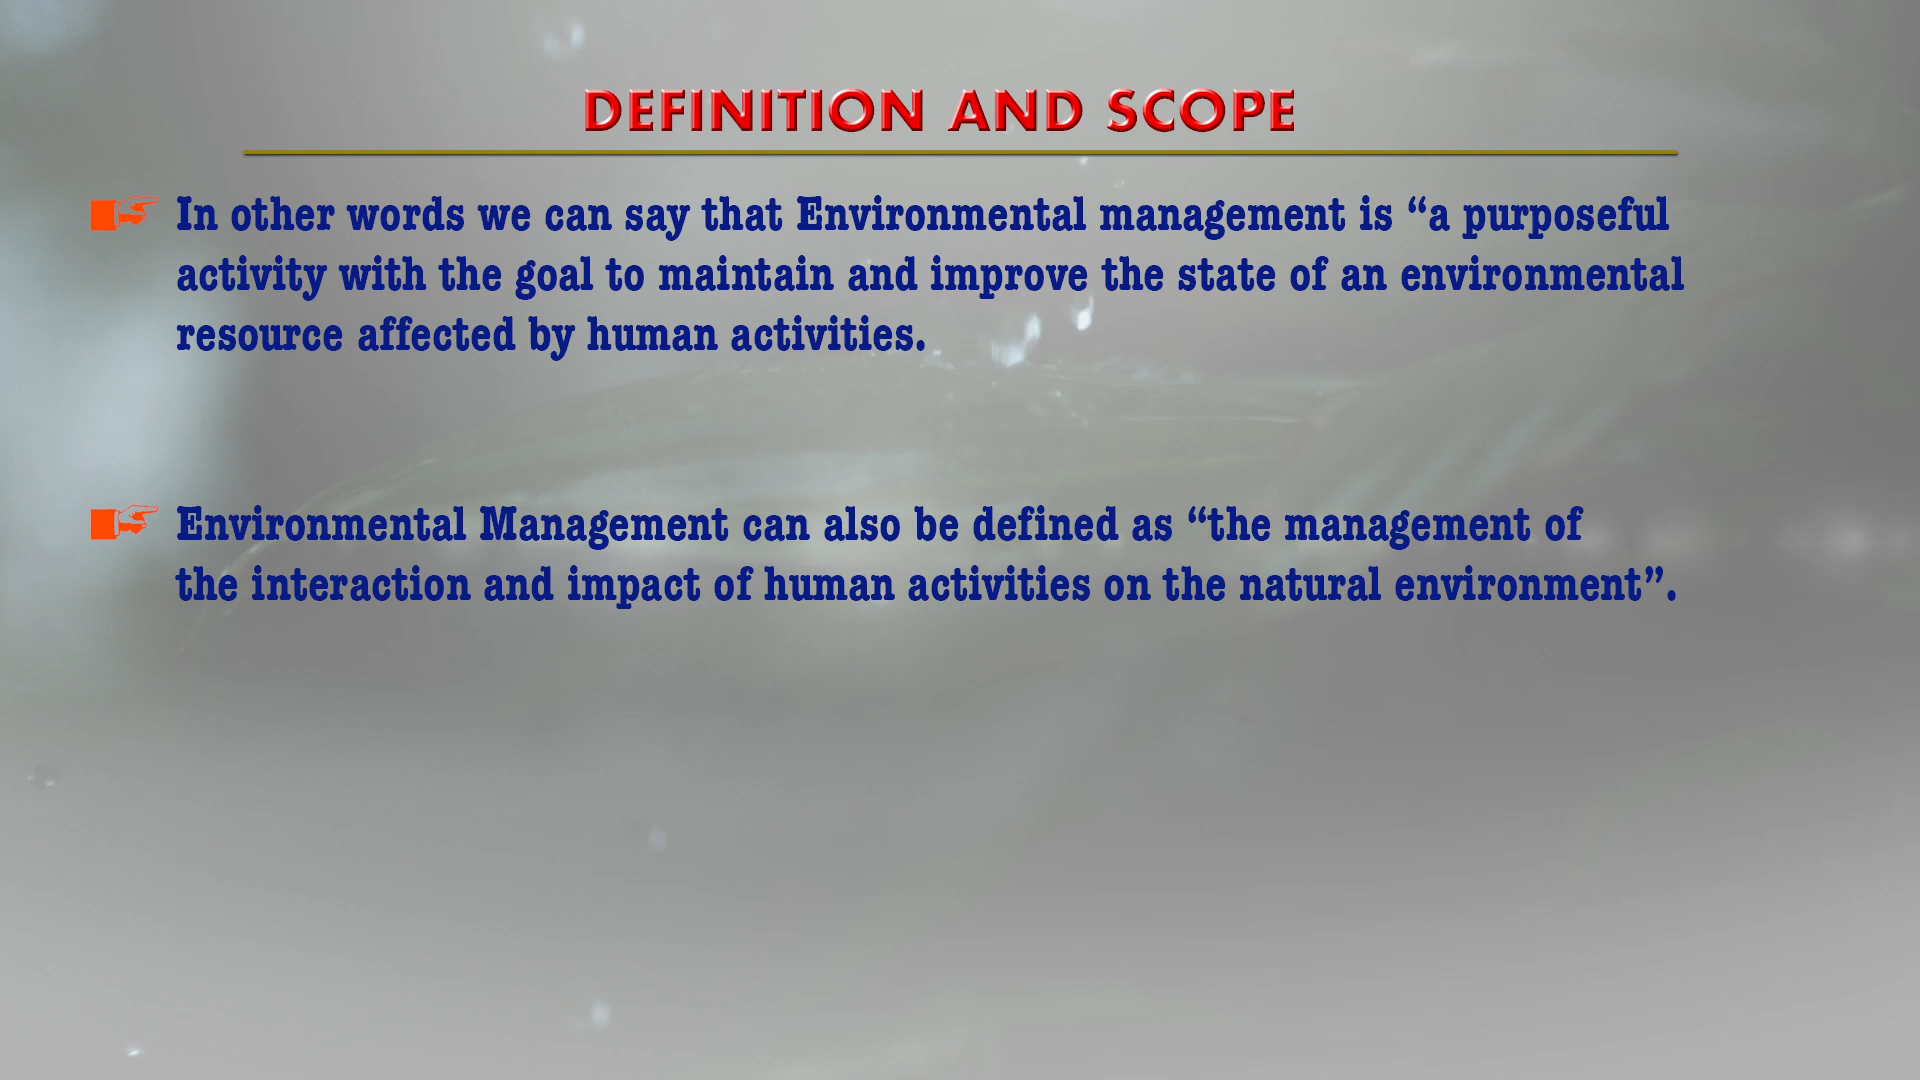 DEFINITION AND SCOPE
In other words we can say that Environmental management is “a purposeful
activity with the goal to maintain and improve the state of an environmental
resource affected by human activities.
Environmental Management can also be defined as “the management of
the interaction and impact of human activities on the natural environment”.